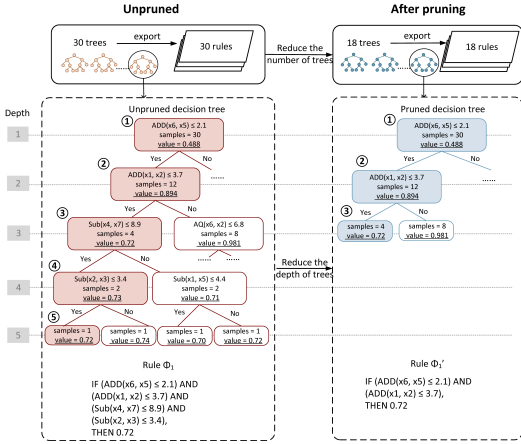 Unpruned
After pruning
30 trees
export
30 rules
Reduce the
number of trees
18 trees
export
18 rules
Depth
1
2
3
4
5
Unpruned decision tree
①
ADD(x6, x5) ≤ 2.1
samples = 30
value = 0.488
Yes
No
......
②
ADD(x1, x2) ≤ 3.7
samples = 12
value = 0.894
Yes
No
③
Sub(x4, x7) ≤ 8.9
samples = 4
value = 0.72
AQ(x6, x2) ≤ 6.8
samples = 8
value = 0.981
...... ......
Yes
No
④
Sub(x2, x3) ≤ 3.4
samples = 2
value = 0.73
Sub(x1, x5) ≤ 4.4
samples = 2
value = 0.71
Yes
No
Yes
No
⑤
samples = 1
value = 0.72
samples = 1
value = 0.74
samples = 1
value = 0.70
samples = 1
value = 0.72
Rule Φ1
IF (ADD(x6, x5) ≤ 2.1) AND
(ADD(x1, x2) ≤ 3.7) AND
(Sub(x4, x7) ≤ 8.9) AND
(Sub(x2, x3) ≤ 3.4),
THEN 0.72
Reduce the
depth of trees
Pruned decision tree
①
ADD(x6, x5) ≤ 2.1
samples = 30
value = 0.488
Yes
No
......
②
ADD(x1, x2) ≤ 3.7
samples = 12
value = 0.894
Yes
No
③
samples = 4
value = 0.72
samples = 8
value = 0.981
Rule Φ1′
IF (ADD(x6, x5) ≤ 2.1) AND
(ADD(x1, x2) ≤ 3.7),
THEN 0.72